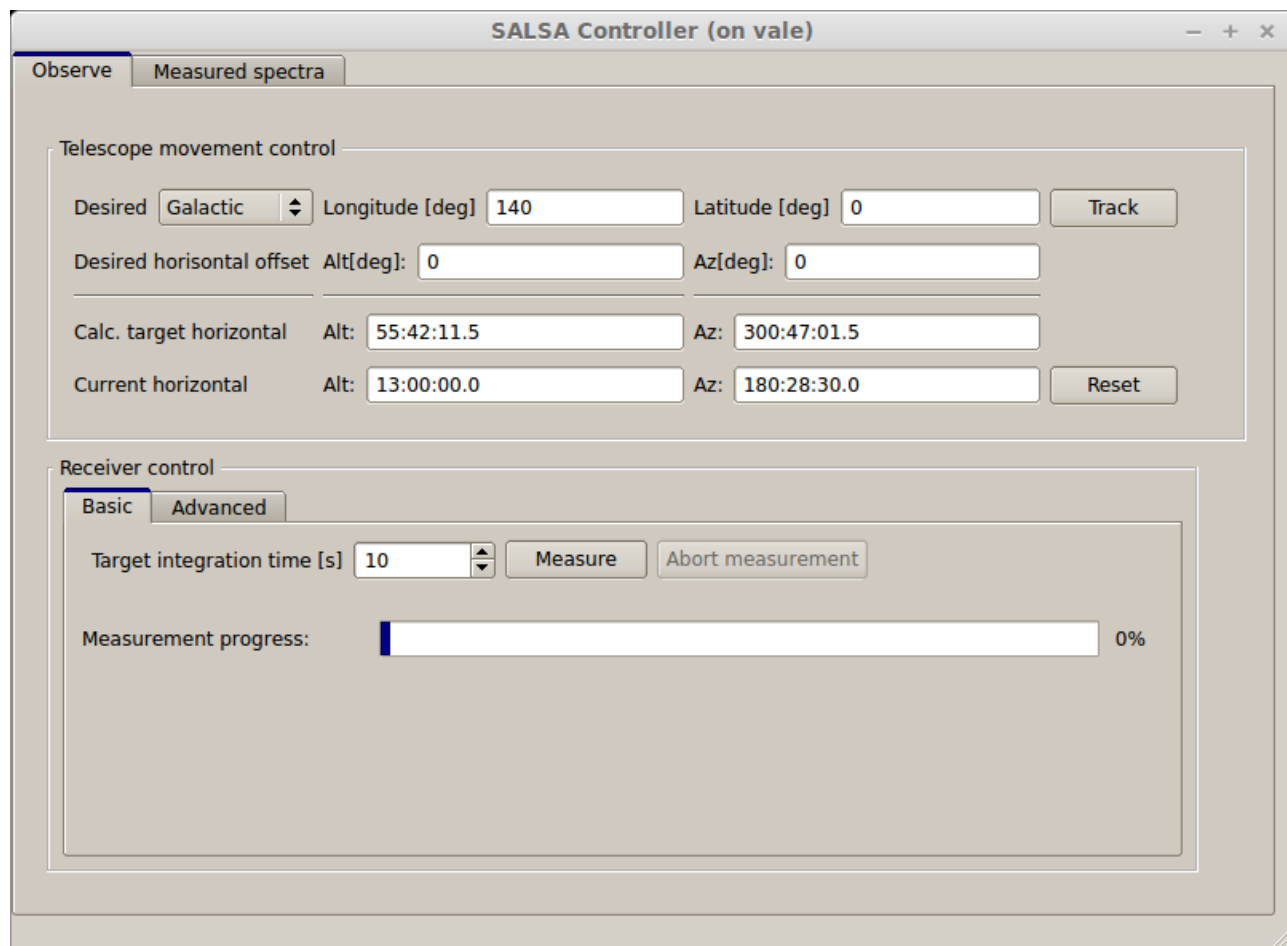 SALSA Controller (on vale)
Observe Measured spectra
Telescope movement control
Desired Galactic Longitude [deg] 140 Latitude [deg] 0 Track
Desired horisontal offset Alt[deg]: 0 Az[deg]: 0
Calc. target horizontal Alt: 55:42:11.5 Az: 300:47:01.5
Current horizontal Alt: 13:00:00.0 Az: 180:28:30.0 Reset
Receiver control
Basic Advanced
Target integration time [s] 10 Measure Abort measurement
Measurement progress: 0%